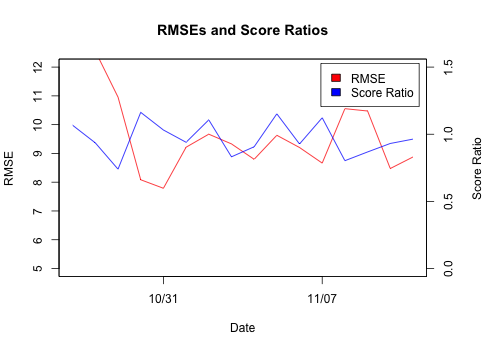 RMSEs and Score Ratios
RMSE
Score Ratio
12
11
10
9
8
7
6
5
RMSE
1.5
1.0
0.5
0.0
Score Ratio
10/31
11/07
Date